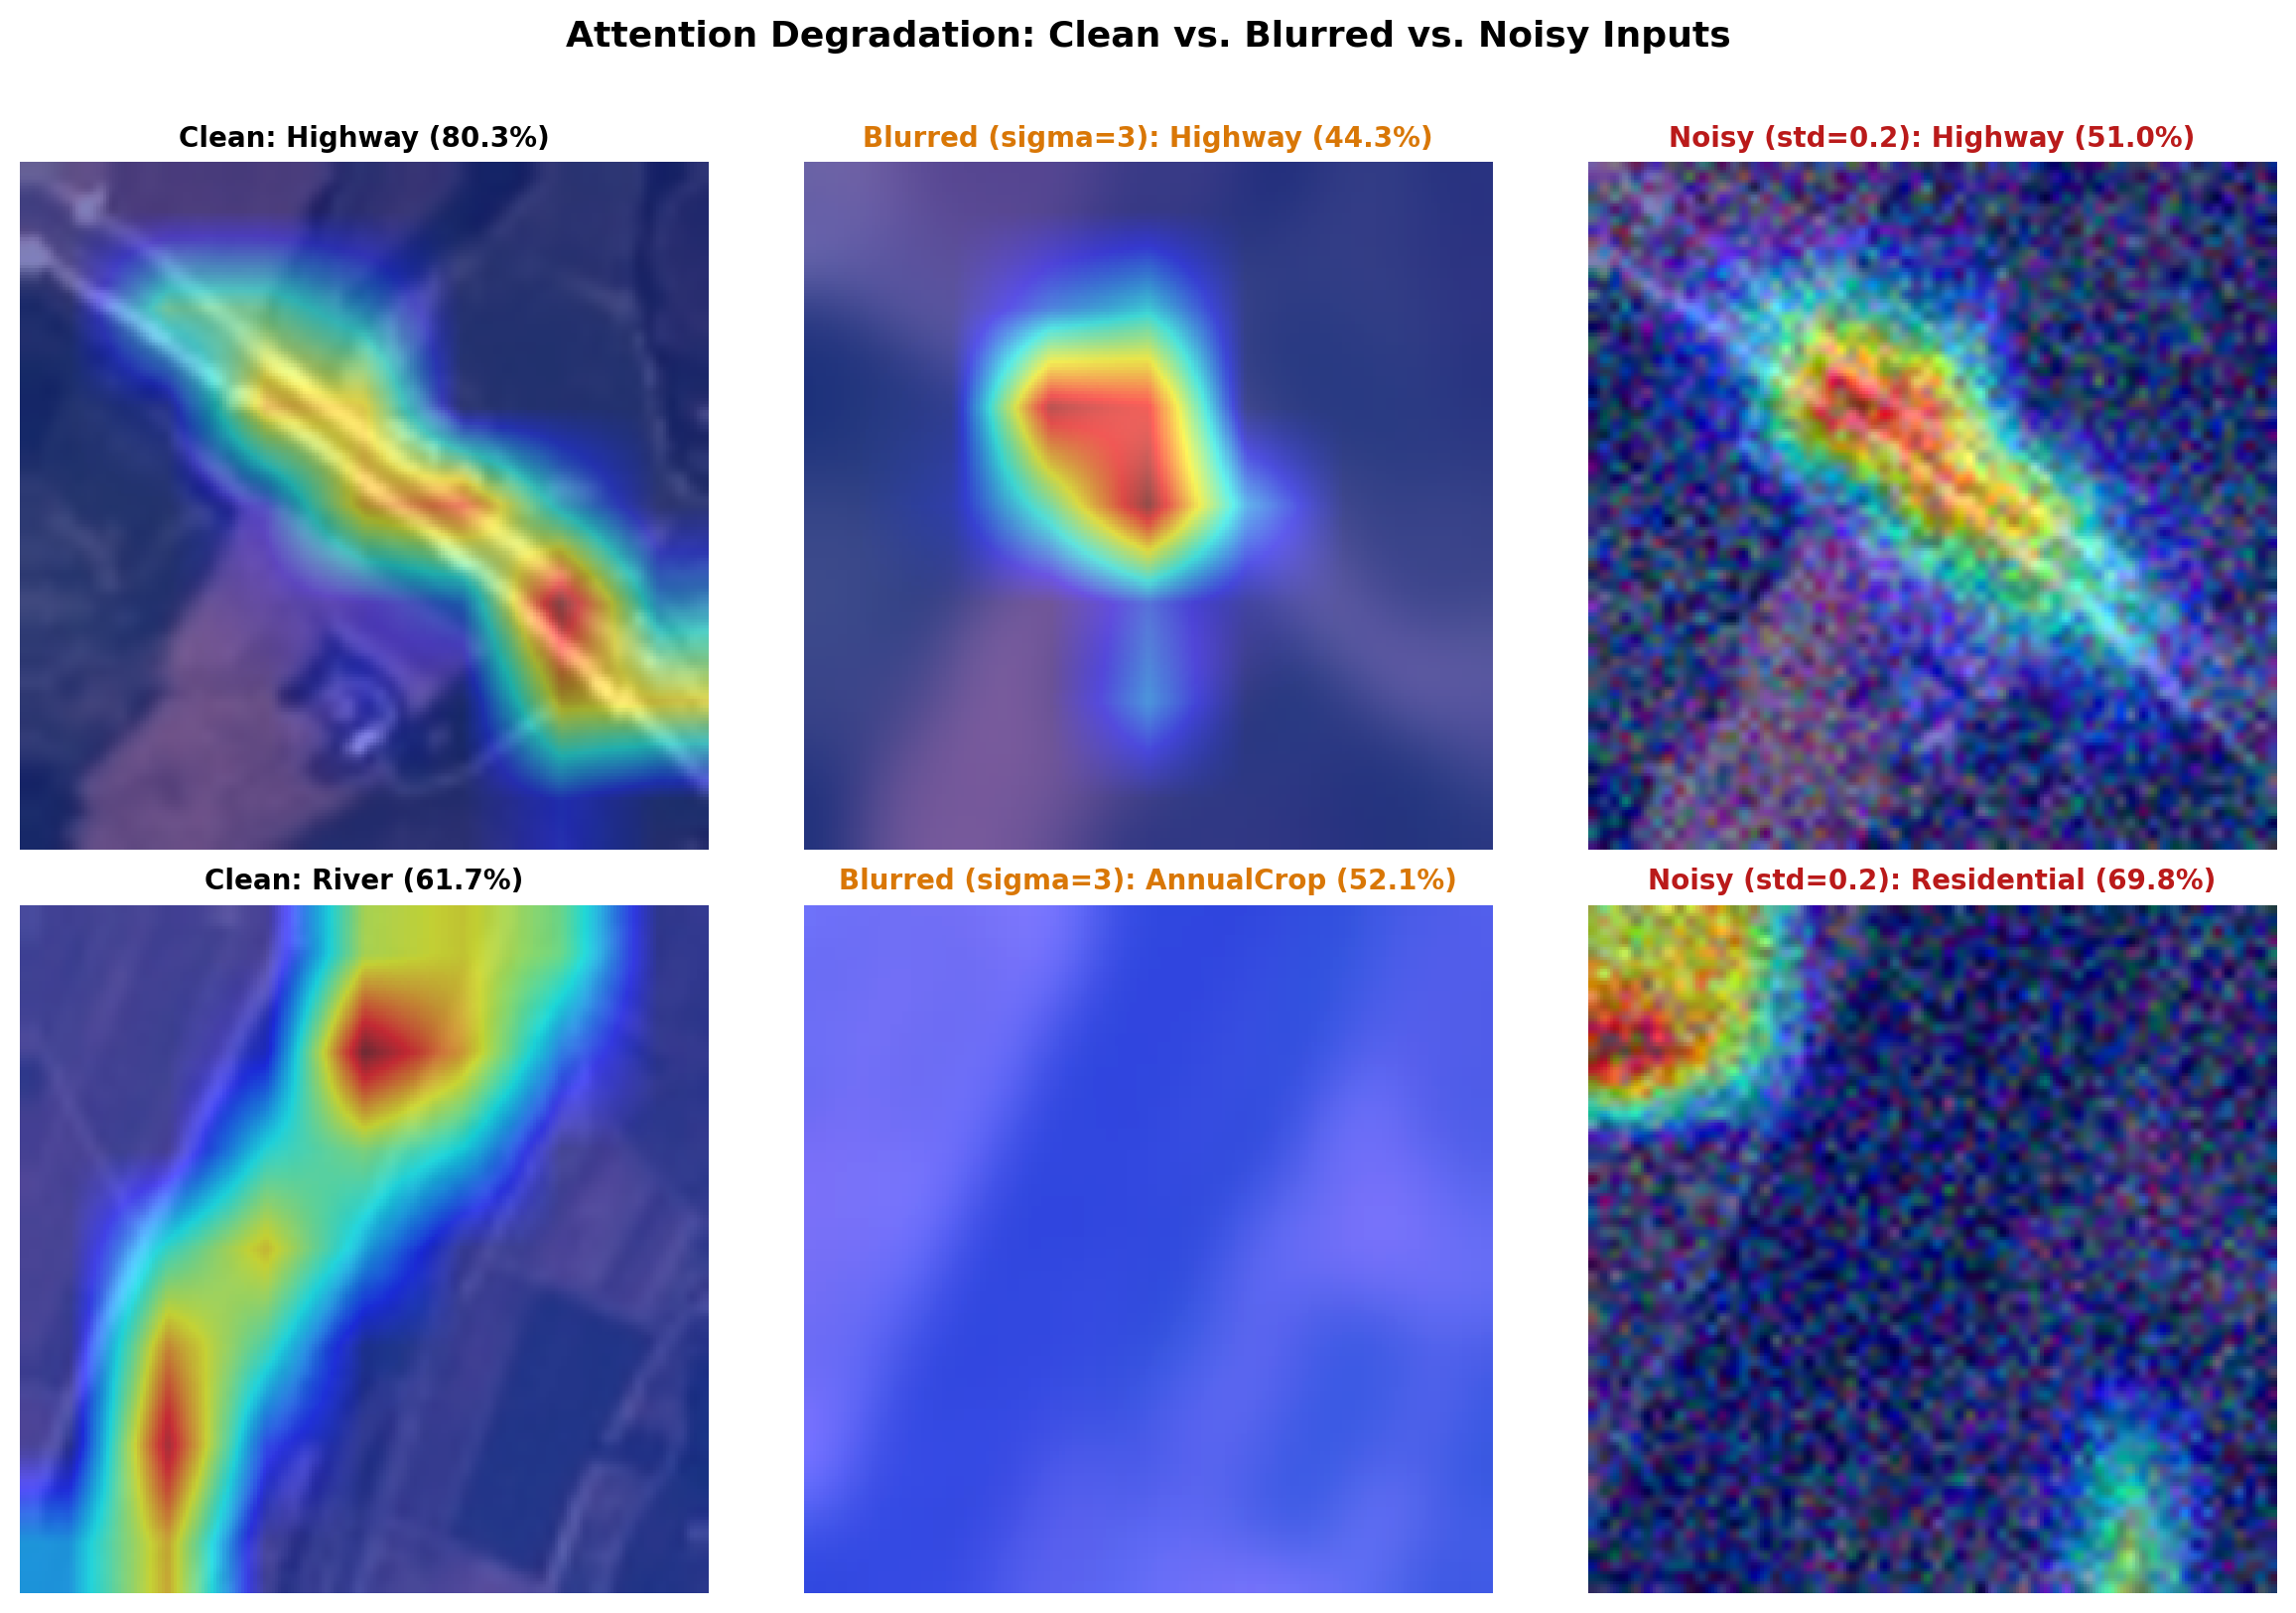 Attention Degradation: Clean vs. Blurred vs. Noisy Inputs
Clean: Highway (80.3%)
Blurred (sigma=3): Highway (44.3%)
Noisy (std=0.2): Highway (51.0%)
Clean: River (61.7%)
Blurred (sigma=3): AnnualCrop (52.1%)
Noisy (std=0.2): Residential (69.8%)